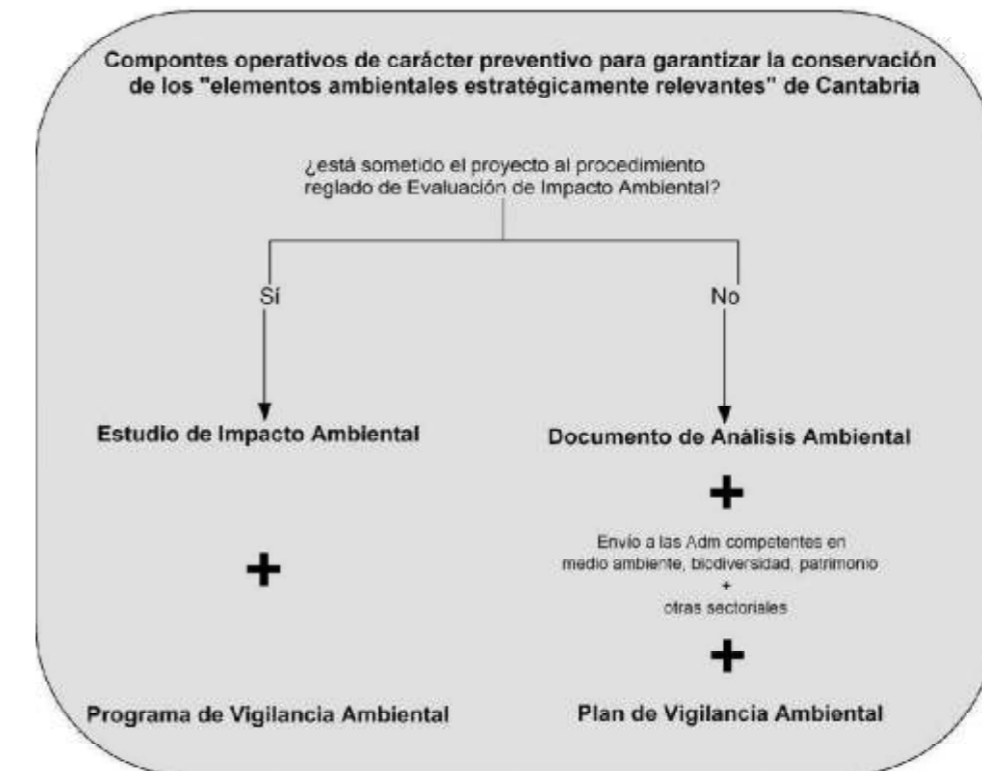 Compontes operativos de carácter preventivo para garantizar la conservación
de los "elementos ambientales estratégicamente relevantes" de Cantabria
¿está sometido el proyecto al procedimiento
reglado de Evaluación de Impacto Ambiental?
Sí
No
Estudio de Impacto Ambiental
+
Programa de Vigilancia Ambiental
Documento de Análisis Ambiental
+
Envío a las Adm competentes en
medio ambiente, biodiversidad, patrimonio
+
otras sectoriales
+
Plan de Vigilancia Ambiental